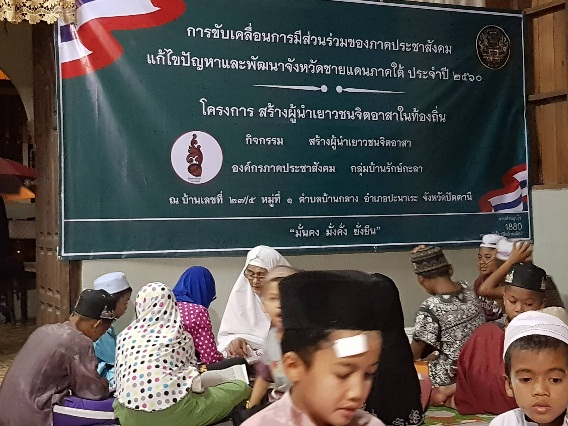 การขับเคลื่อนการมีส่วนร่วมของภาคประชาสังคม
แก้ไขปัญหาและพัฒนาจังหวัดชายแดนภาคใต้ ประจำปี ๒๕๖๐
โครงการ สร้างผู้นำเยาวชนจิตอาสาในท้องถิ่น
กิจกรรม สร้างผู้นำเยาวชนจิตอาสา
องค์กรภาคประชาสังคม กลุ่มบ้านรักษ์กะลา
ณ บ้านเลขที่ ๒๓/๕ หมู่ที่ ๑ ตำบลบ้านกลาง อำเภอปะนาเระ จังหวัดปัตตานี
"มั่นคง มั่งคั่ง ยั่งยืน"
1880